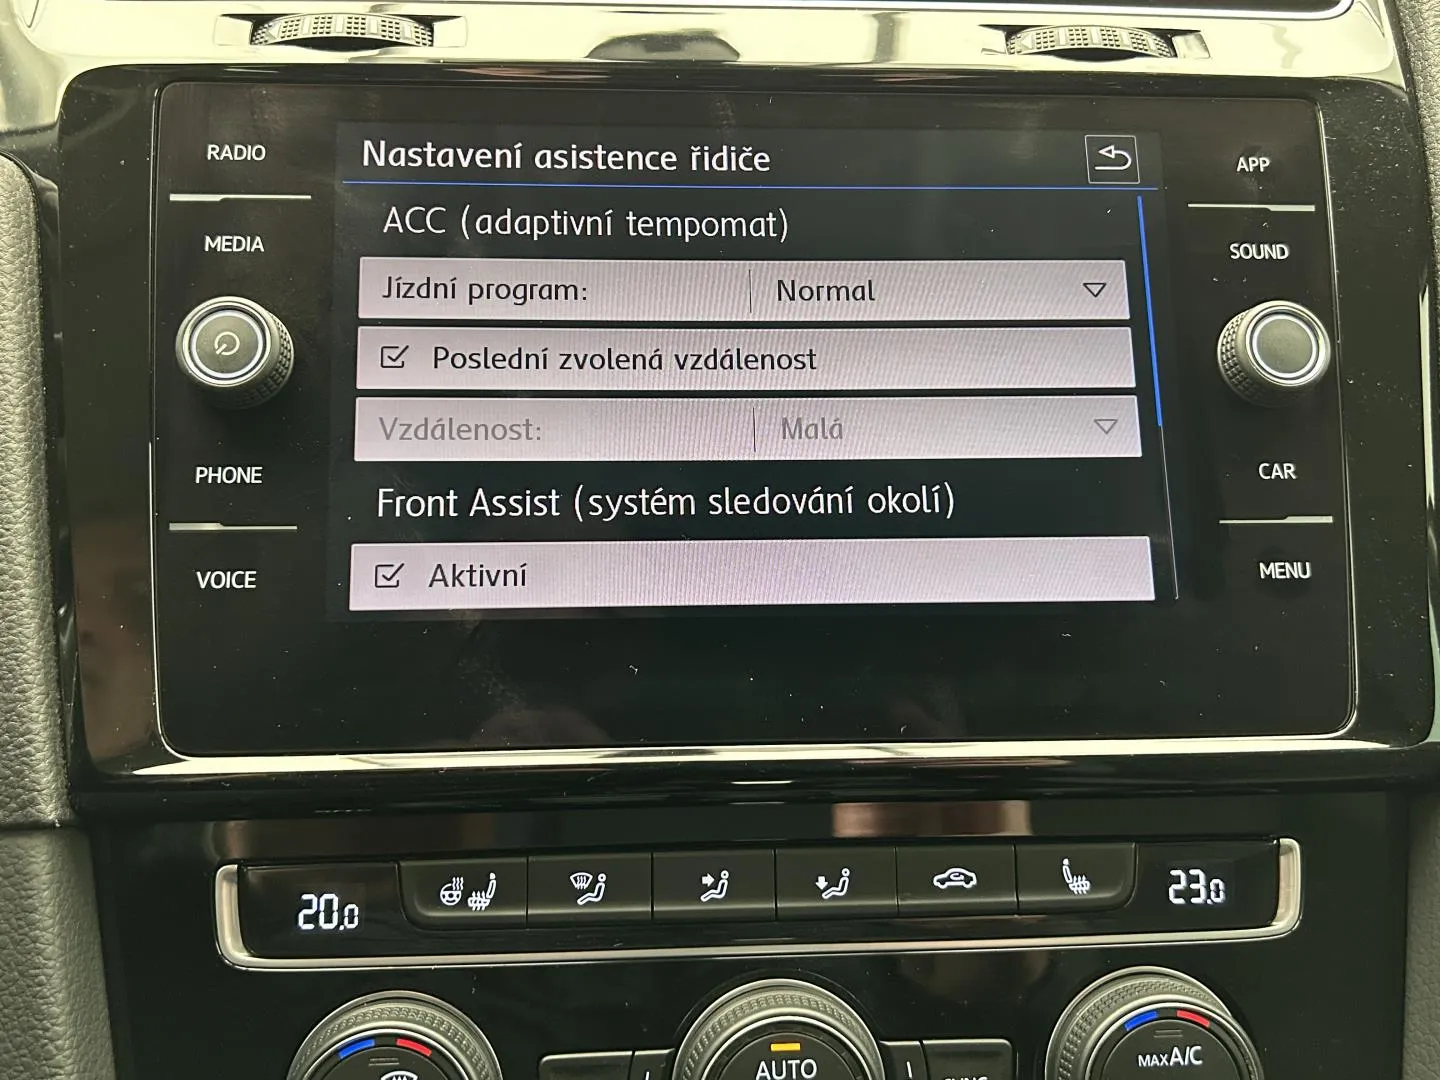 RADIO
MEDIA
PHONE
VOICE
Nastavení asistence řidiče
ACC (adaptivní tempomat)
Jízdní program: Normal
Poslední zvolená vzdálenost
Vzdálenost: Malá
Front Assist (systém sledování okolí)
Aktivní
APP
SOUND
CAR
MENU
20.0
23.0
AUTO
MAX A/C